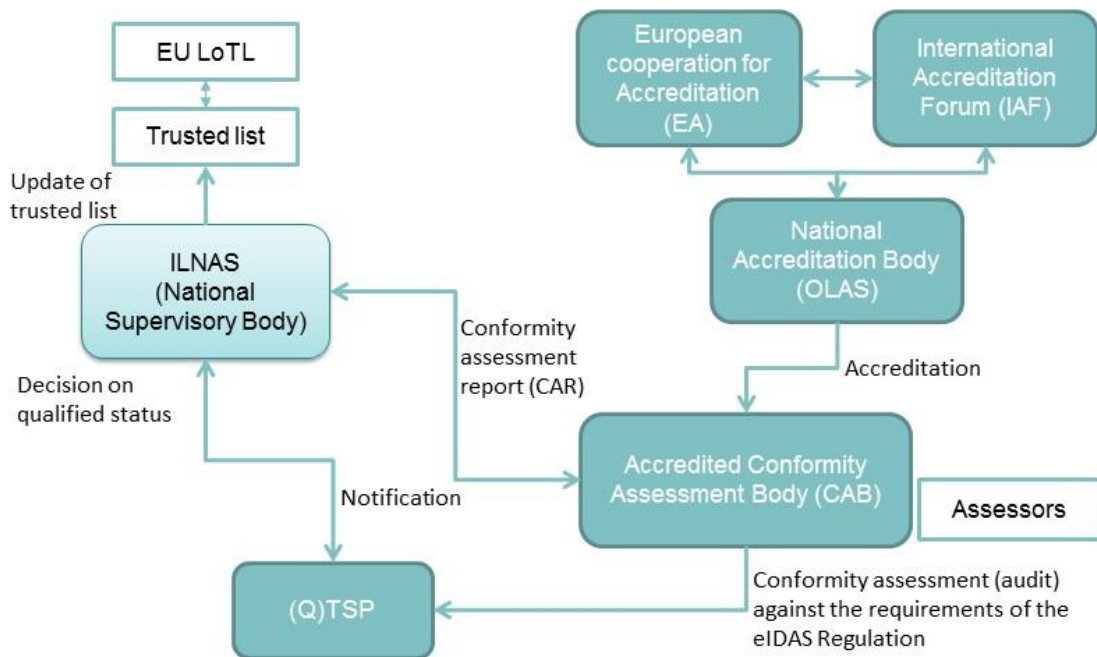 EU LoTL
Trusted list
Update of
trusted list
ILNAS
(National
Supervisory Body)
Decision on
qualified status
Notification
(Q)TSP
Conformity
assessment
report (CAR)
European
cooperation for
Accreditation
(EA)
International
Accreditation
Forum (IAF)
National
Accreditation Body
(OLAS)
Accreditation
Accredited Conformity
Assessment Body (CAB)
Assessors
Conformity assessment (audit)
against the requirements of the
eIDAS Regulation